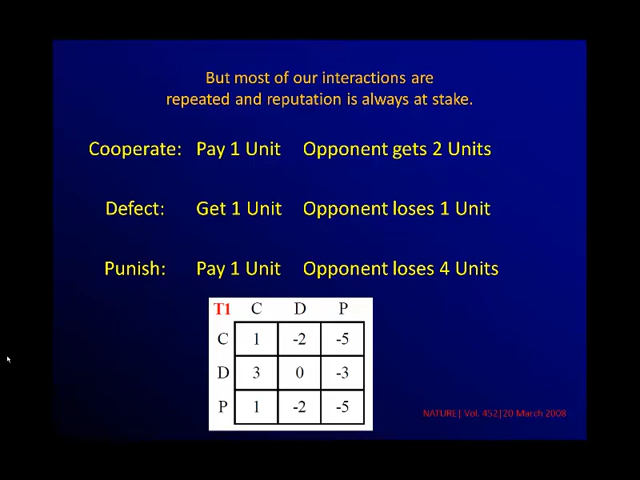 But most of our interactions are
repeated and reputation is always at stake.
Cooperate: Pay 1 Unit Opponent gets 2 Units
Defect: Get 1 Unit Opponent loses 1 Unit
Punish: Pay 1 Unit Opponent loses 4 Units
T1 C D P
C 1 -2 -5
D 3 0 -3
P 1 -2 -5
NATURE| Vol. 452|20 March 2008